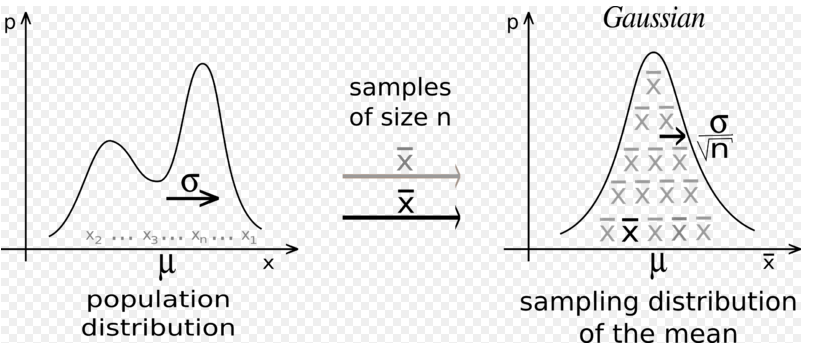 p
σ
x₂ ... x₃... xₙ... x₁
μ
x
population
distribution
samples
of size n
x̄
x̄
Gaussian
p
x̄
x̄ x̄
σ
√n
x̄ x̄ x̄
x̄ x̄ x̄ x̄
x̄ x̄ x̄ x̄ x̄
μ
x̄
sampling distribution
of the mean